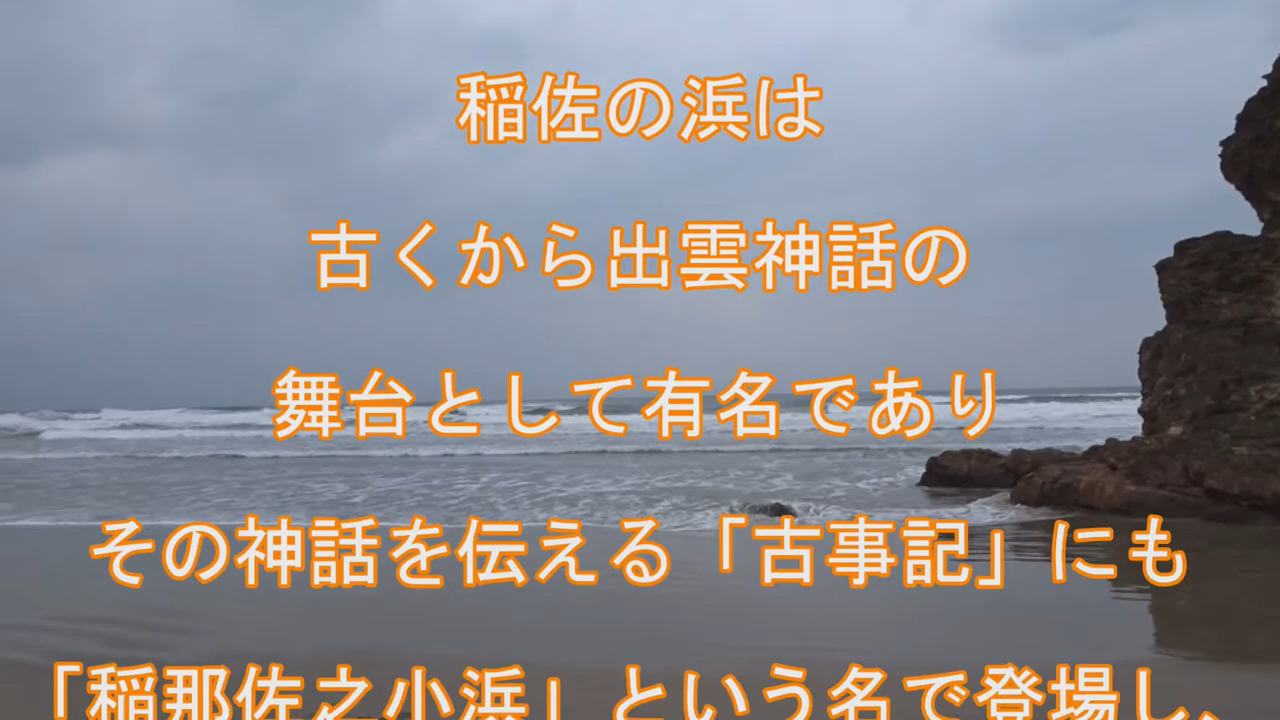 稲佐の浜は
古くから出雲神話の
舞台として有名であり
その神話を伝える「古事記」にも
「稲那佐之小浜」という名で登場し、